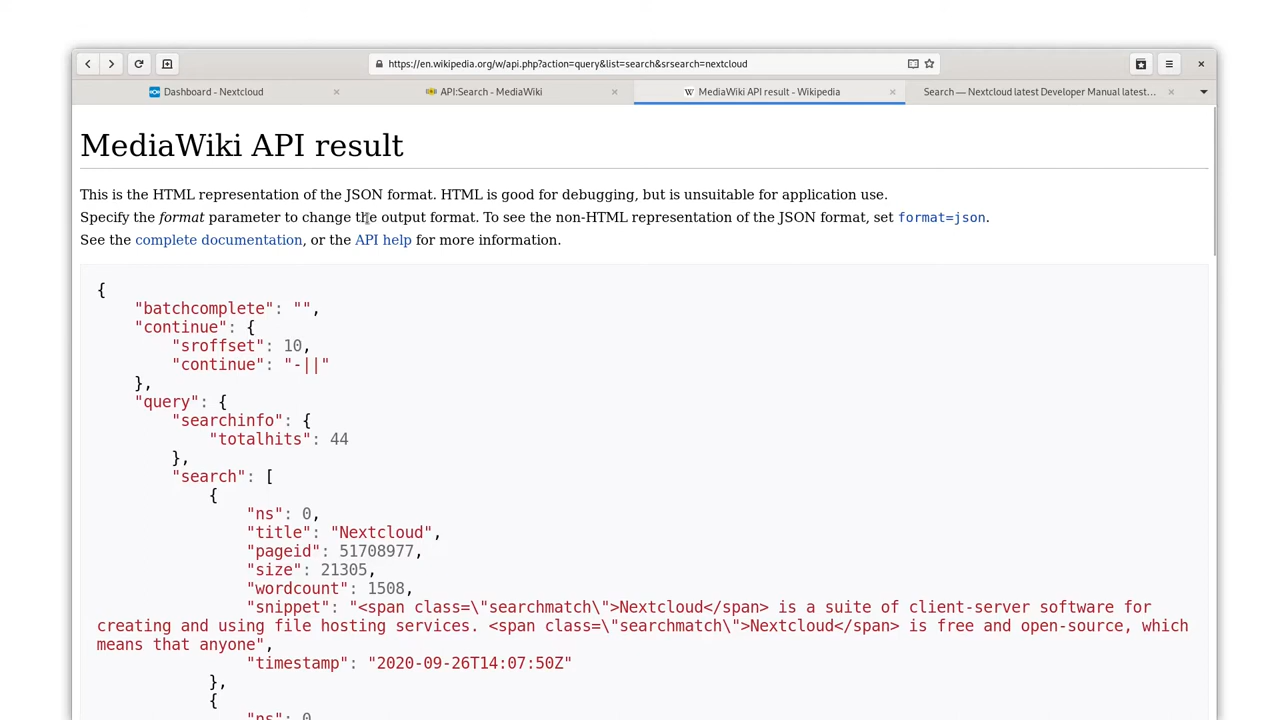 https://en.wikipedia.org/w/api.php?action=query&list=search&srsearch=nextcloud
Dashboard - Nextcloud
API:Search - MediaWiki
W MediaWiki API result - Wikipedia
Search — Nextcloud latest Developer Manual latest...
MediaWiki API result
This is the HTML representation of the JSON format. HTML is good for debugging, but is unsuitable for application use.
Specify the format parameter to change the output format. To see the non-HTML representation of the JSON format, set format=json.
See the complete documentation, or the API help for more information.
{
"batchcomplete": "",
"continue": {
"sroffset": 10,
"continue": "-||"
},
"query": {
"searchinfo": {
"totalhits": 44
},
"search": [
{
"ns": 0,
"title": "Nextcloud",
"pageid": 51708977,
"size": 21305,
"wordcount": 1508,
"snippet": "<span class=\"searchmatch\">Nextcloud</span> is a suite of client-server software for
creating and using file hosting services. <span class=\"searchmatch\">Nextcloud</span> is free and open-source, which
means that anyone",
"timestamp": "2020-09-26T14:07:50Z"
},
{
"ns": 0